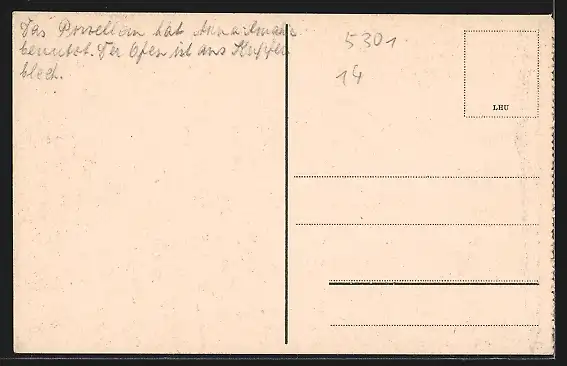 Das Porzellan hat Anna Amalie
benutzt. Der Ofen ist aus Kupfer
blech.
5301
14
LHU